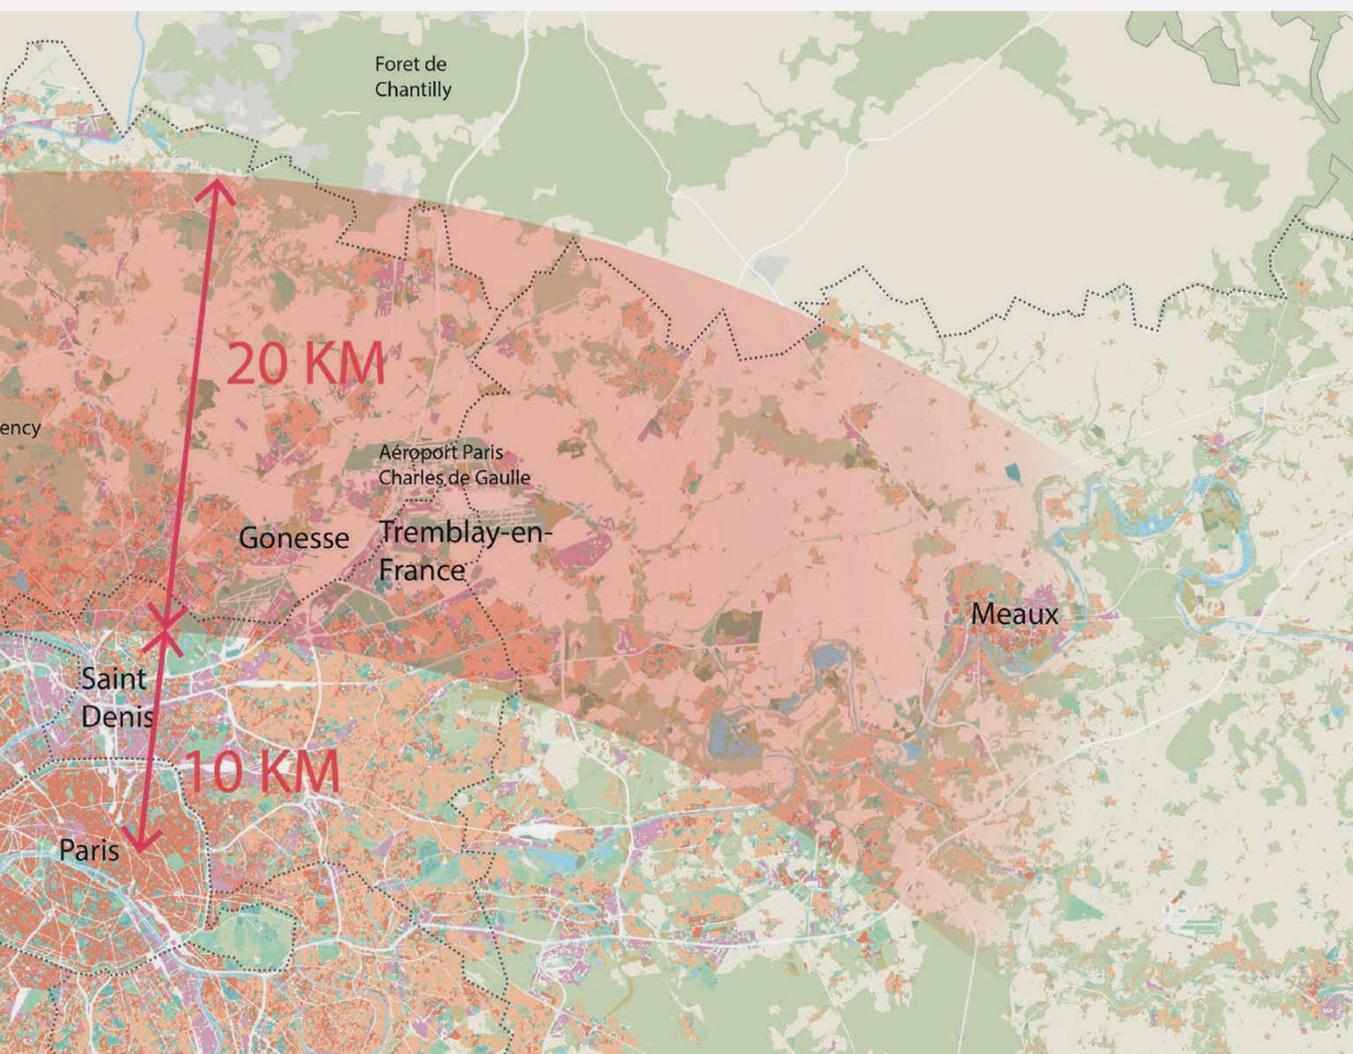 Foret de
Chantilly
20 KM
ency
Aéroport Paris
Charles de Gaulle
Gonesse
Tremblay-en-
France
Meaux
Saint
Denis
10 KM
Paris